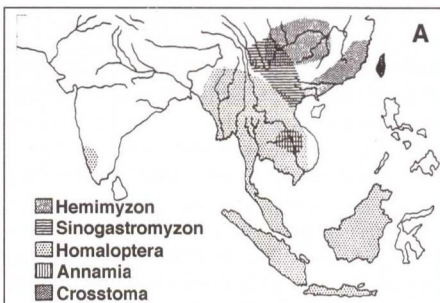 A
Hemimyzon
Sinogastromyzon
Homaloptera
Annamia
Crosstoma